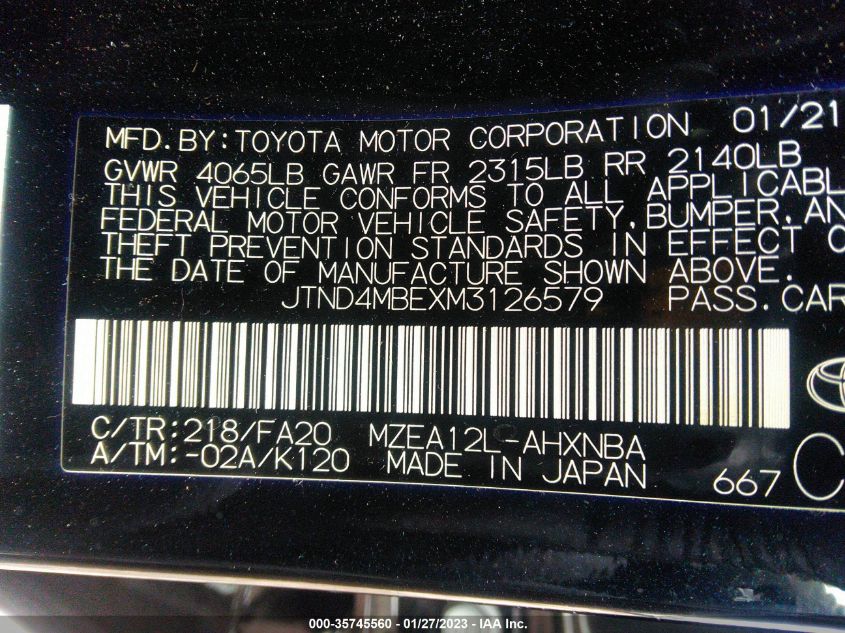 MFD.BY:TOYOTA MOTOR CORPORATION 01/21
GVWR 4065LB GAWR FR 2315LB RR 2140LB
THIS VEHICLE CONFORMS TO ALL APPLICABL
FEDERAL MOTOR VEHICLE SAFETY,BUMPER,AN
THEFT PREVENTION STANDARDS IN EFFECT O
THE DATE OF MANUFACTURE SHOWN ABOVE.
JTND4MBEXM3126579 PASS.CAR
C/TR:218/FA20 MZEA12L-AHXNBA
A/TM:-02A/K120 MADE IN JAPAN 667 C
000-35745560 - 01/27/2023 - IAA Inc.